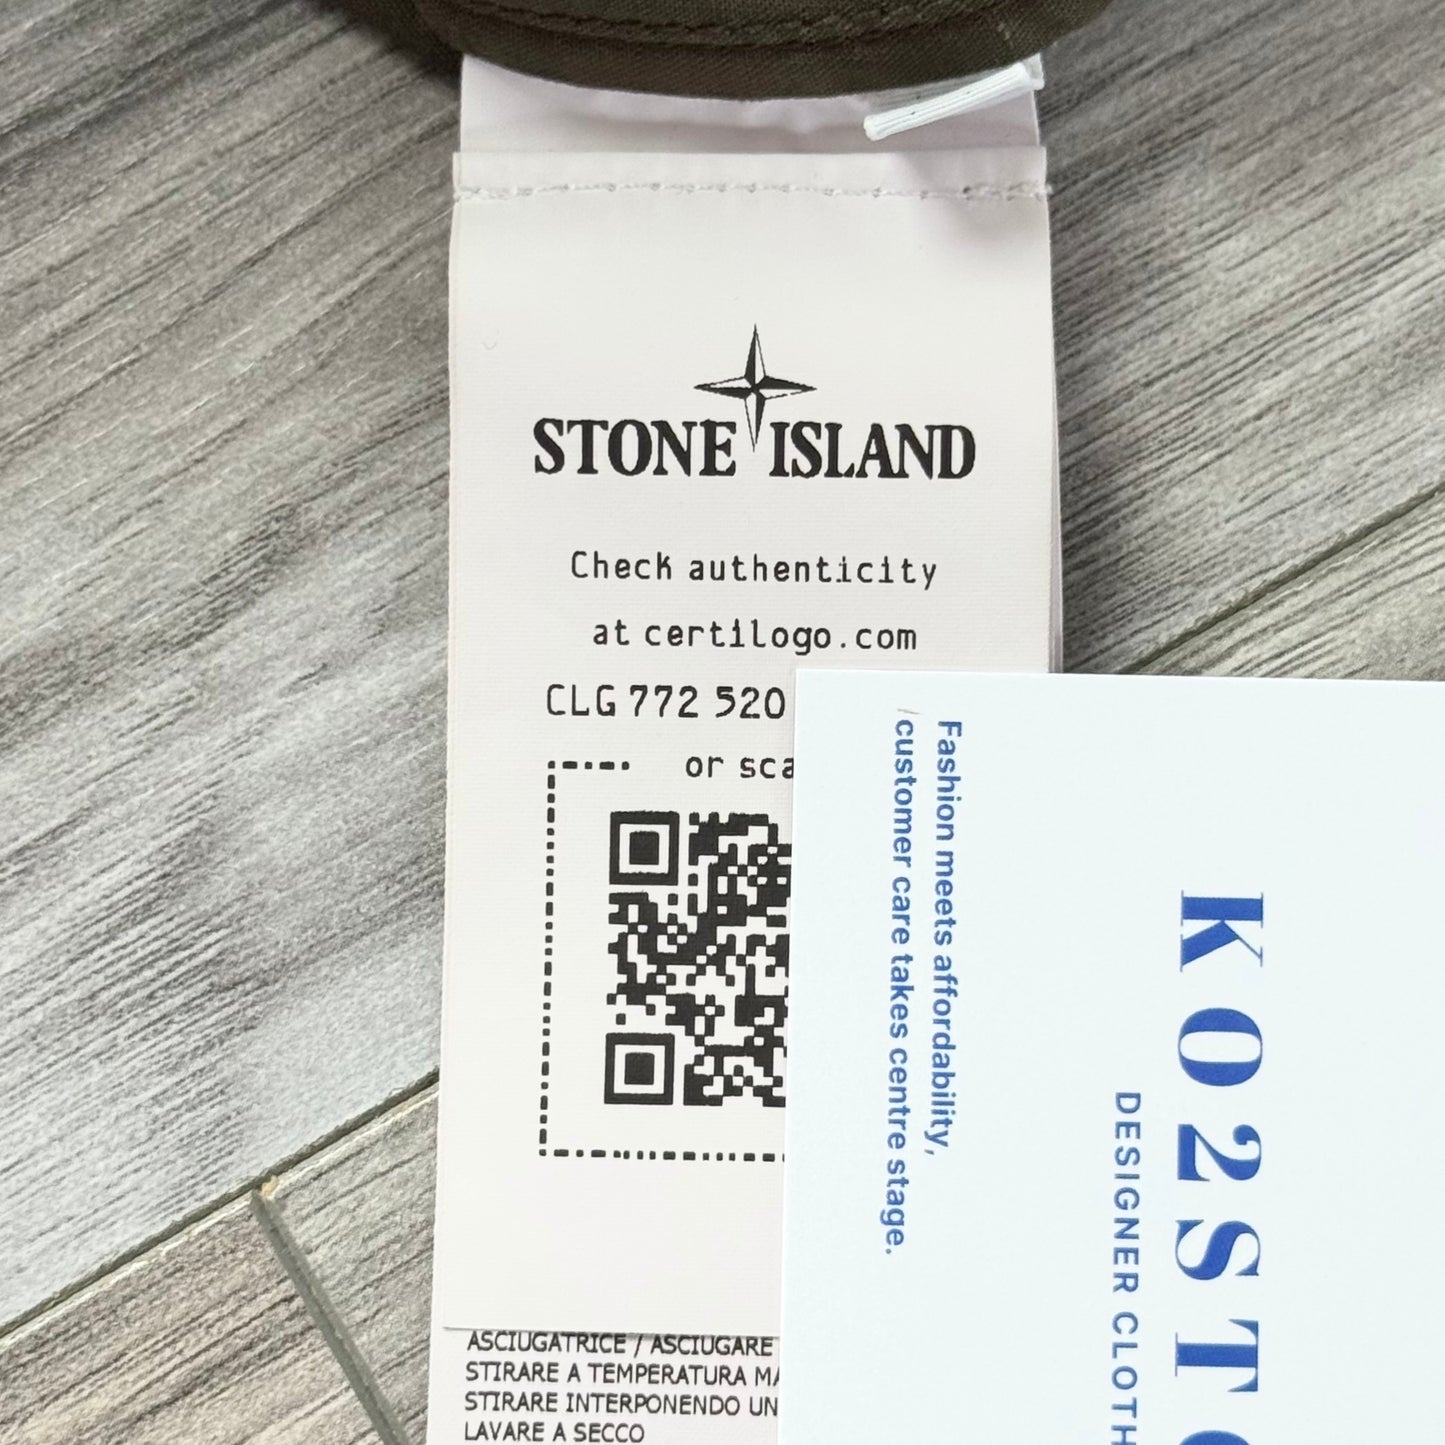 STONE ISLAND
Check authenticity
at certilogo.com
CLG 772 520
or sca
ASCIUGATRICE / ASCIUGARE
STIRARE A TEMPERATURA MA
STIRARE INTERPONENDO UN
LAVARE A SECCO
Fashion meets affordability,
customer care takes centre stage.
KO2ST
DESIGNER CLOTH